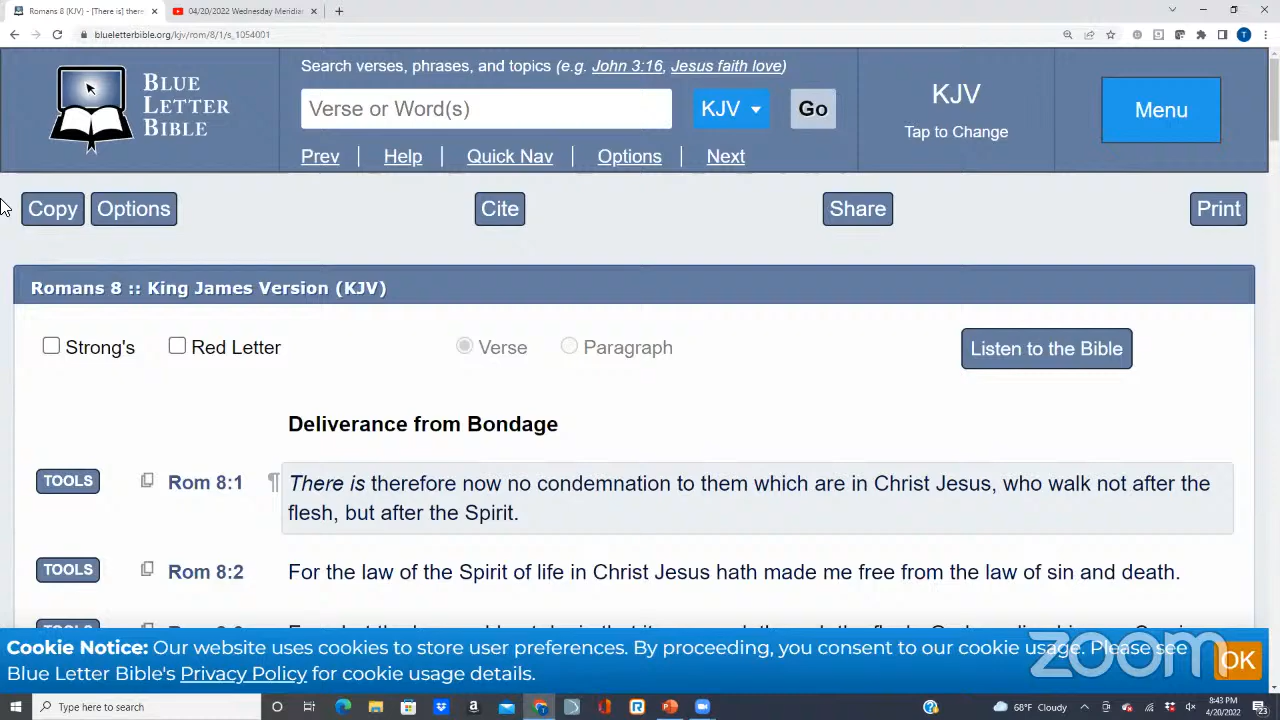 Romans 8 (KJV) - [There is] there
04/20/2022 Wednesday Meridia
blueletterbible.org/kjv/rom/8/1/s_1054001
BLUE
LETTER
BIBLE
Search verses, phrases, and topics (e.g. John 3:16, Jesus faith love)
Verse or Word(s)
KJV
Go
Prev
Help
Quick Nav
Options
Next
KJV
Tap to Change
Menu
Copy
Options
Cite
Share
Print
Romans 8 :: King James Version (KJV)
Strong's
Red Letter
Verse
Paragraph
Listen to the Bible
Deliverance from Bondage
TOOLS
Rom 8:1
¶ There is therefore now no condemnation to them which are in Christ Jesus, who walk not after the
flesh, but after the Spirit.
TOOLS
Rom 8:2
For the law of the Spirit of life in Christ Jesus hath made me free from the law of sin and death.
Cookie Notice: Our website uses cookies to store user preferences. By proceeding, you consent to our cookie usage. Please see
Blue Letter Bible's Privacy Policy for cookie usage details.
OK
zoom
Type here to search
68°F Cloudy
8:43 PM
4/20/2022